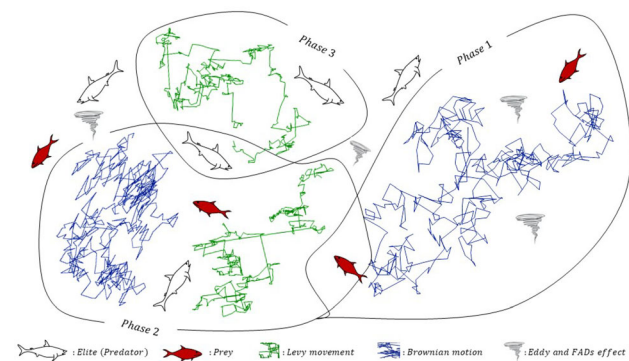 Phase 3
Phase 1
Phase 2
: Elite (Predator) : Prey : Levy movement : Brownian motion : Eddy and FADs effect